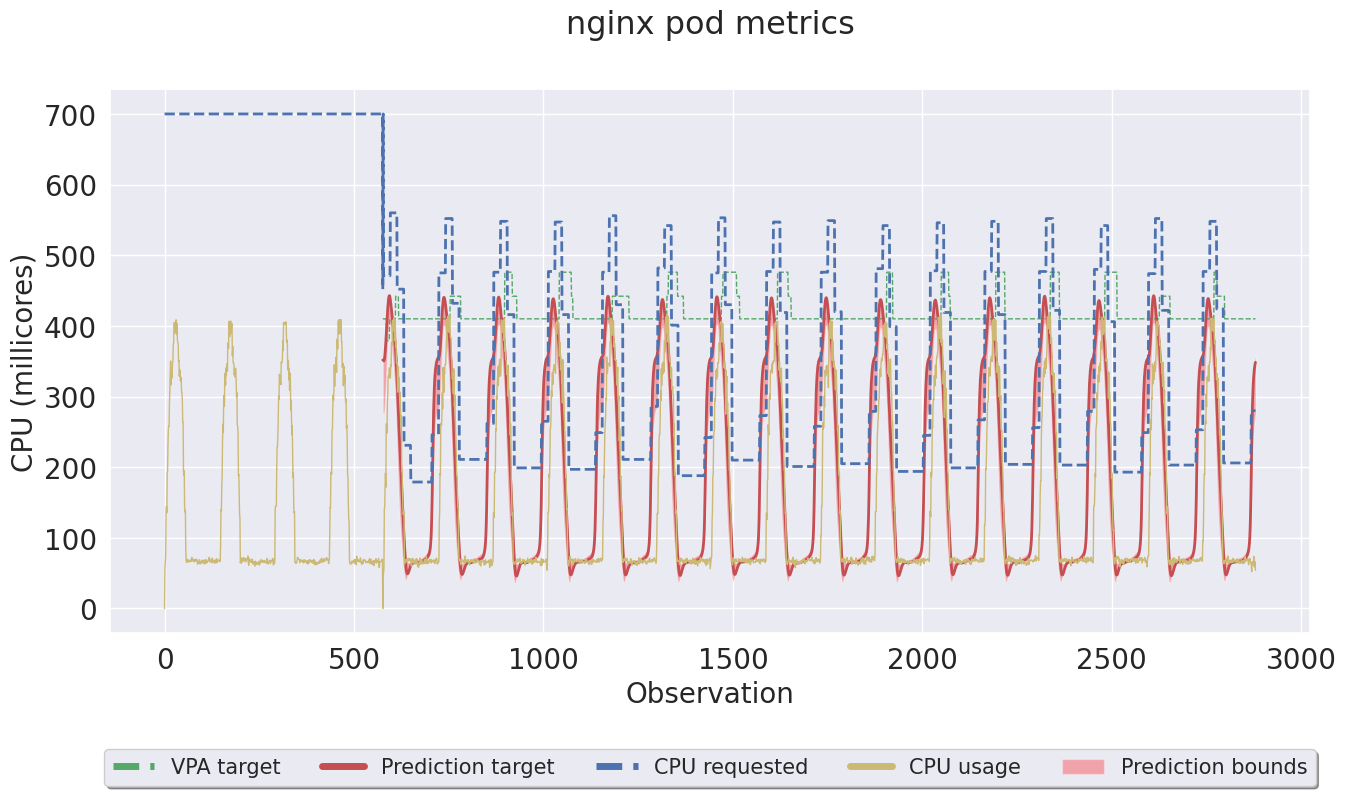 nginx pod metrics
CPU (millicores)
700
600
500
400
300
200
100
0
0 500 1000 1500 2000 2500 3000
Observation
VPA target Prediction target CPU requested CPU usage Prediction bounds